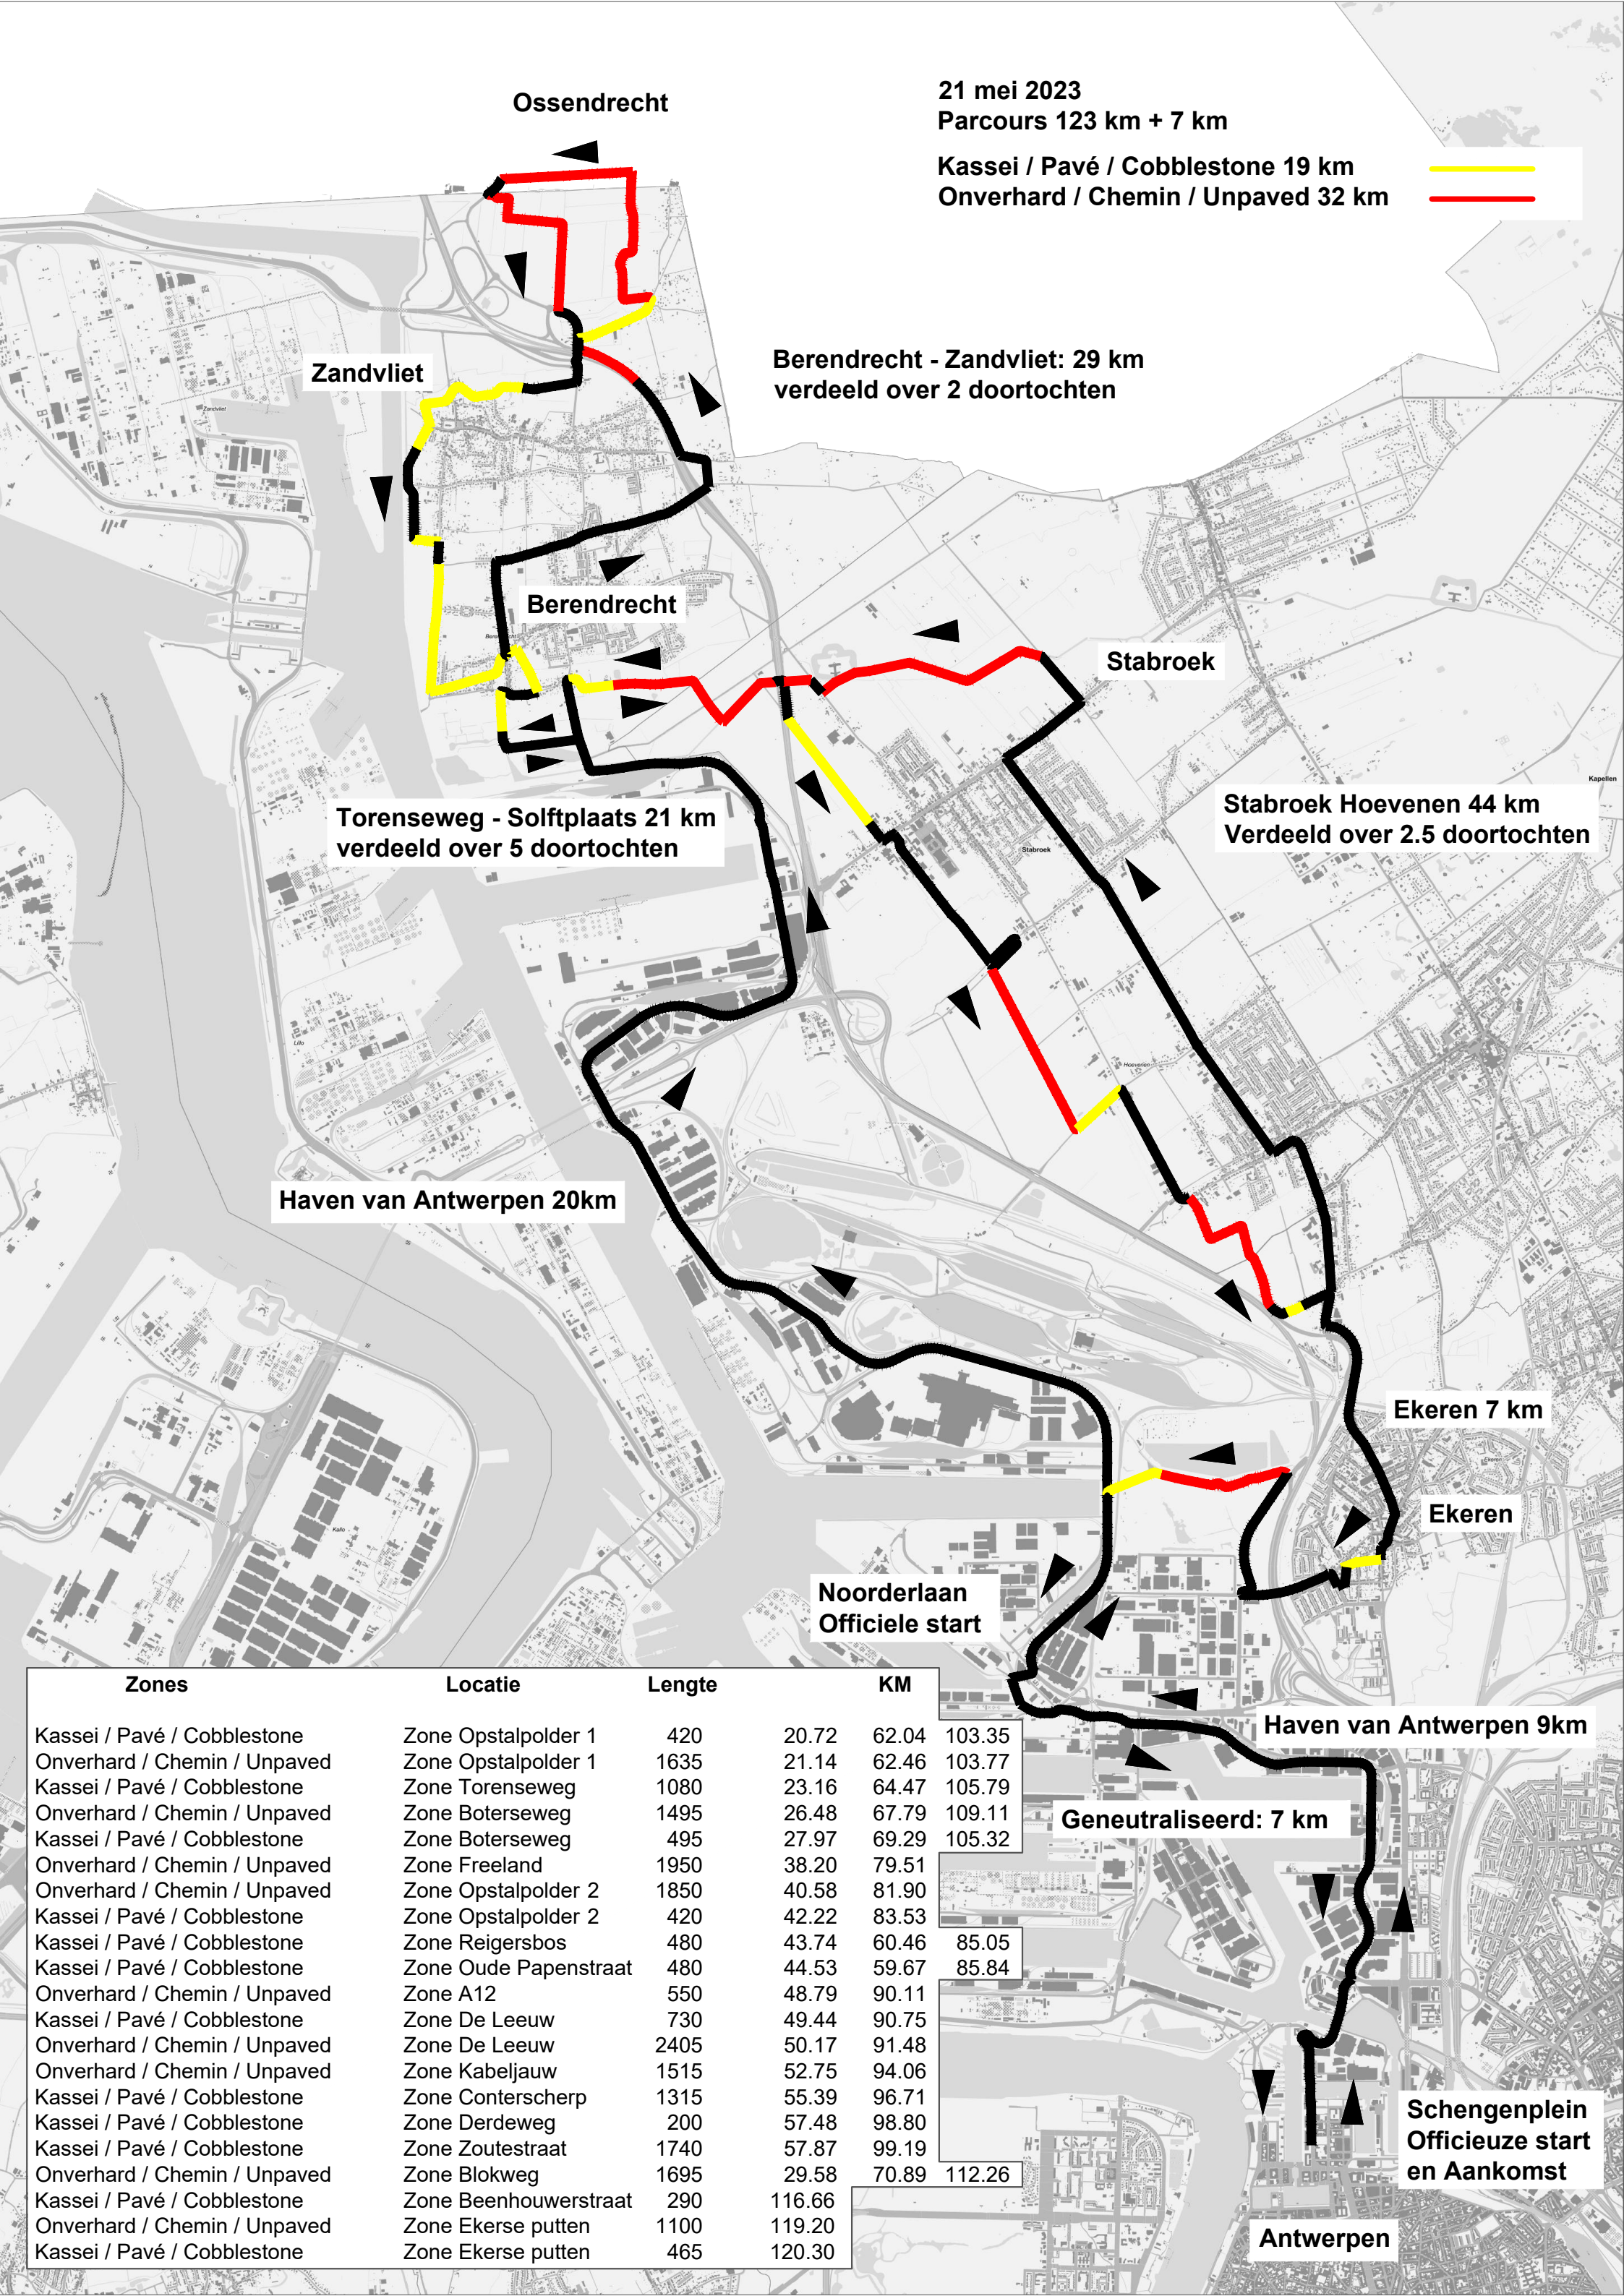 Ossendrecht
21 mei 2023
Parcours 123 km + 7 km
Kassei / Pavé / Cobblestone 19 km
Onverhard / Chemin / Unpaved 32 km
Berendrecht - Zandvliet: 29 km
verdeeld over 2 doortochten
Zandvliet
Zandvliet
Berendrecht
Stabroek
Kapellen
Torenseweg - Solftplaats 21 km
verdeeld over 5 doortochten
Stabroek Hoevenen 44 km
Verdeeld over 2.5 doortochten
Stabroek
Lillo
Hoevenen
Haven van Antwerpen 20km
Ekeren 7 km
Ekeren
Ekeren
Kallo
Noorderlaan
Officiele start
Haven van Antwerpen 9km
Geneutraliseerd: 7 km
Schengenplein
Officieuze start
en Aankomst
Antwerpen
Zones Locatie Lengte KM
Kassei / Pavé / Cobblestone Zone Opstalpolder 1 420 20.72 62.04 103.35
Onverhard / Chemin / Unpaved Zone Opstalpolder 1 1635 21.14 62.46 103.77
Kassei / Pavé / Cobblestone Zone Torenseweg 1080 23.16 64.47 105.79
Onverhard / Chemin / Unpaved Zone Boterseweg 1495 26.48 67.79 109.11
Kassei / Pavé / Cobblestone Zone Boterseweg 495 27.97 69.29 105.32
Onverhard / Chemin / Unpaved Zone Freeland 1950 38.20 79.51
Onverhard / Chemin / Unpaved Zone Opstalpolder 2 1850 40.58 81.90
Kassei / Pavé / Cobblestone Zone Opstalpolder 2 420 42.22 83.53
Kassei / Pavé / Cobblestone Zone Reigersbos 480 43.74 60.46 85.05
Kassei / Pavé / Cobblestone Zone Oude Papenstraat 480 44.53 59.67 85.84
Onverhard / Chemin / Unpaved Zone A12 550 48.79 90.11
Kassei / Pavé / Cobblestone Zone De Leeuw 730 49.44 90.75
Onverhard / Chemin / Unpaved Zone De Leeuw 2405 50.17 91.48
Onverhard / Chemin / Unpaved Zone Kabeljauw 1515 52.75 94.06
Kassei / Pavé / Cobblestone Zone Conterscherp 1315 55.39 96.71
Kassei / Pavé / Cobblestone Zone Derdeweg 200 57.48 98.80
Kassei / Pavé / Cobblestone Zone Zoutestraat 1740 57.87 99.19
Onverhard / Chemin / Unpaved Zone Blokweg 1695 29.58 70.89 112.26
Kassei / Pavé / Cobblestone Zone Beenhouwerstraat 290 116.66
Onverhard / Chemin / Unpaved Zone Ekerse putten 1100 119.20
Kassei / Pavé / Cobblestone Zone Ekerse putten 465 120.30